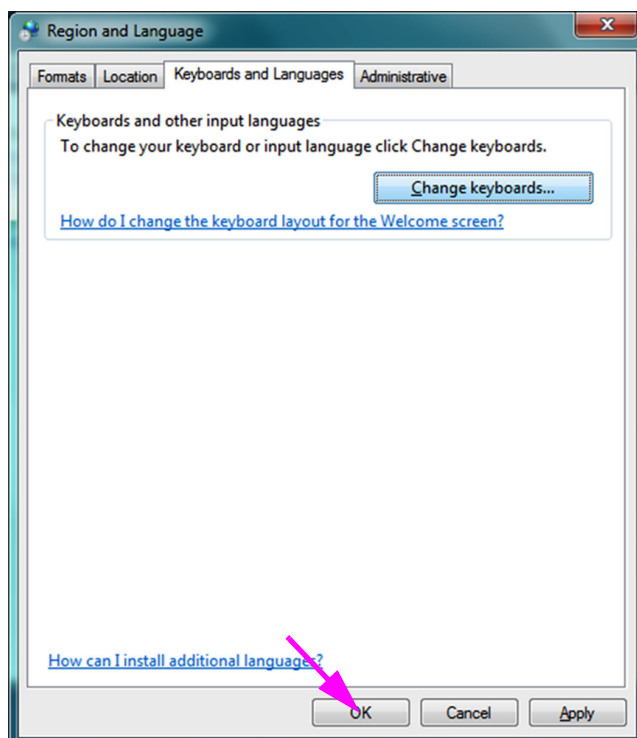 Region and Language
Formats Location Keyboards and Languages Administrative
Keyboards and other input languages
To change your keyboard or input language click Change keyboards.
Change keyboards...
How do I change the keyboard layout for the Welcome screen?
How can I install additional languages?
OK Cancel Apply